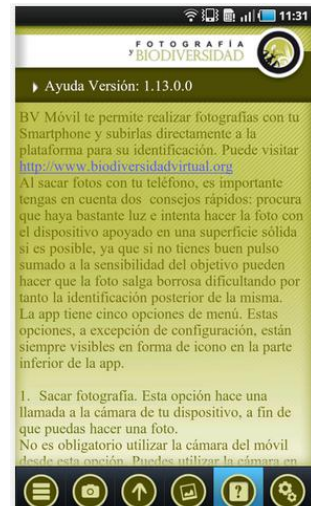 11:31
FOTOGRAFÍA
Y BIODIVERSIDAD
Ayuda Versión: 1.13.0.0
BV Móvil te permite realizar fotografías con tu
Smartphone y subirlas directamente a la
plataforma para su identificación. Puede visitar
http://www.biodiversidadvirtual.org
Al sacar fotos con tu teléfono, es importante
tengas en cuenta dos consejos rápidos: procura
que haya bastante luz e intenta hacer la foto con
el dispositivo apoyado en una superficie sólida
si es posible, ya que si no tienes buen pulso
sumado a la sensibilidad del objetivo pueden
hacer que la foto salga borrosa dificultando por
tanto la identificación posterior de la misma.
La app tiene cinco opciones de menú. Estas
opciones, a excepción de configuración, están
siempre visibles en forma de icono en la parte
inferior de la app.
1. Sacar fotografía. Esta opción hace una
llamada a la cámara de tu dispositivo, a fin de
que puedas hacer una foto.
No es obligatorio utilizar la cámara del móvil
desde esta opción. Puedes utilizar la cámara en
?